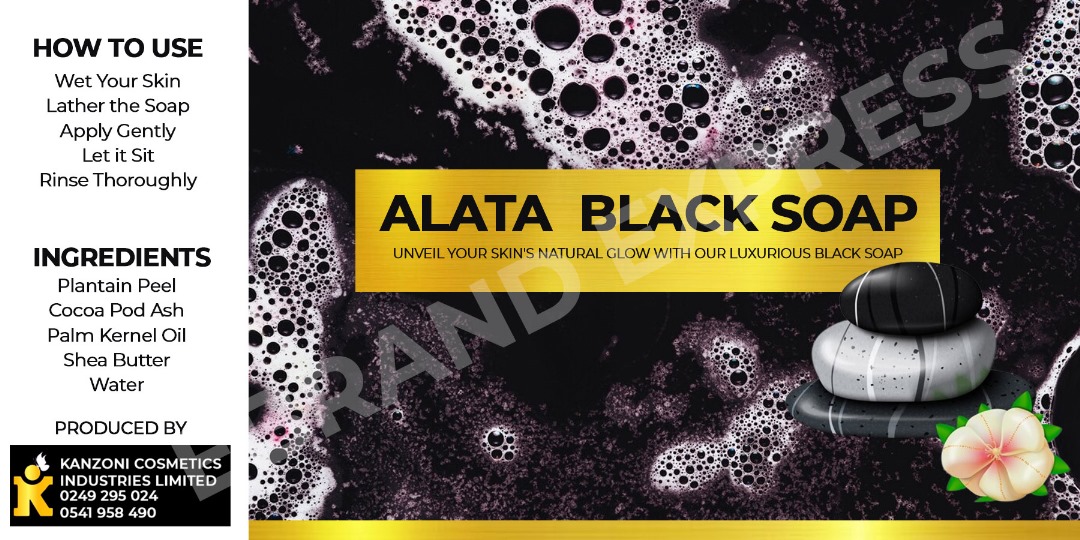 HOW TO USE
Wet Your Skin
Lather the Soap
Apply Gently
Let it Sit
Rinse Thoroughly
INGREDIENTS
Plantain Peel
Cocoa Pod Ash
Palm Kernel Oil
Shea Butter
Water
PRODUCED BY
KANZONI COSMETICS
INDUSTRIES LIMITED
0249 295 024
0541 958 490
ALATA BLACK SOAP
UNVEIL YOUR SKIN'S NATURAL GLOW WITH OUR LUXURIOUS BLACK SOAP
EXPRESS